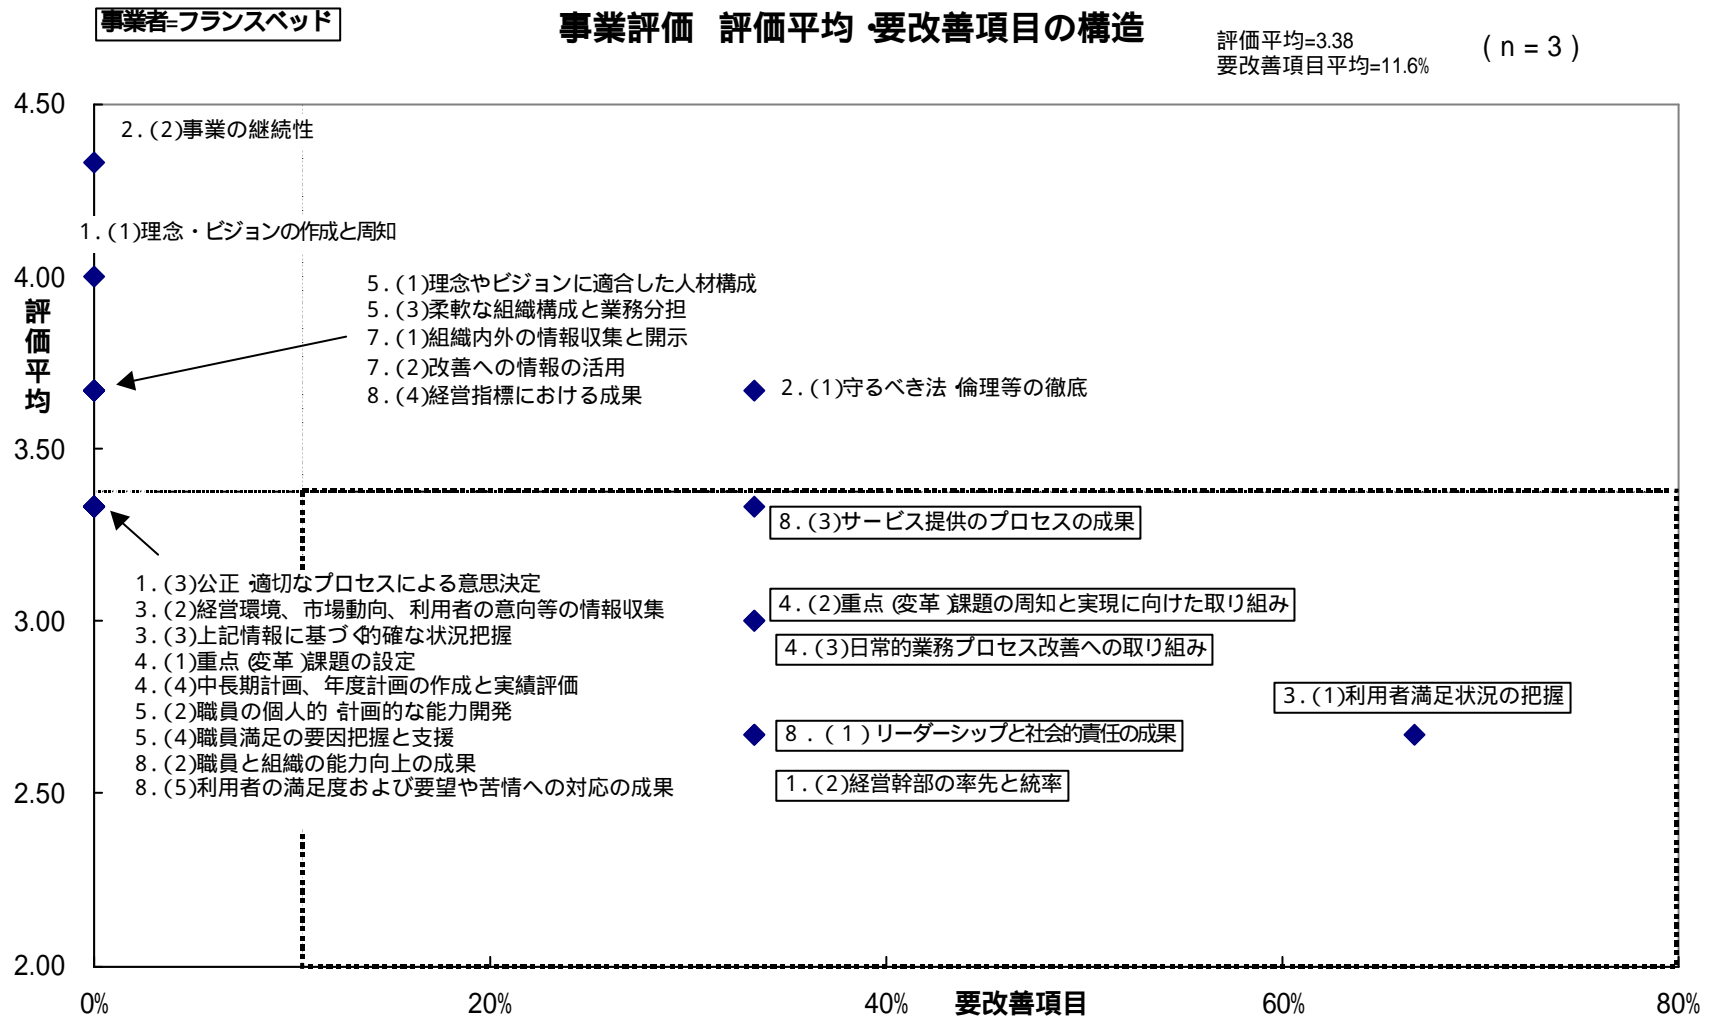 事業者=フランスベッド
事業評価 評価平均・要改善項目の構造
評価平均=3.38
要改善項目平均=11.6%
(n=3)
4.50
2.(2)事業の継続性
1.(1)理念・ビジョンの作成と周知
4.00
評価平均
5.(1)理念やビジョンに適合した人材構成
5.(3)柔軟な組織構成と業務分担
7.(1)組織内外の情報収集と開示
7.(2)改善への情報の活用
8.(4)経営指標における成果
2.(1)守るべき法・倫理等の徹底
3.50
8.(3)サービス提供のプロセスの成果
1.(3)公正・適切なプロセスによる意思決定
3.(2)経営環境、市場動向、利用者の意向等の情報収集
3.(3)上記情報に基づく的確な状況把握
4.(1)重点(変革)課題の設定
4.(4)中長期計画、年度計画の作成と実績評価
5.(2)職員の個人的・計画的な能力開発
5.(4)職員満足の要因把握と支援
8.(2)職員と組織の能力向上の成果
8.(5)利用者の満足度および要望や苦情への対応の成果
4.(2)重点(変革)課題の周知と実現に向けた取り組み
3.00
4.(3)日常的業務プロセス改善への取り組み
3.(1)利用者満足状況の把握
8.(1)リーダーシップと社会的責任の成果
1.(2)経営幹部の率先と統率
2.50
2.00
0%
20%
40%
要改善項目
60%
80%